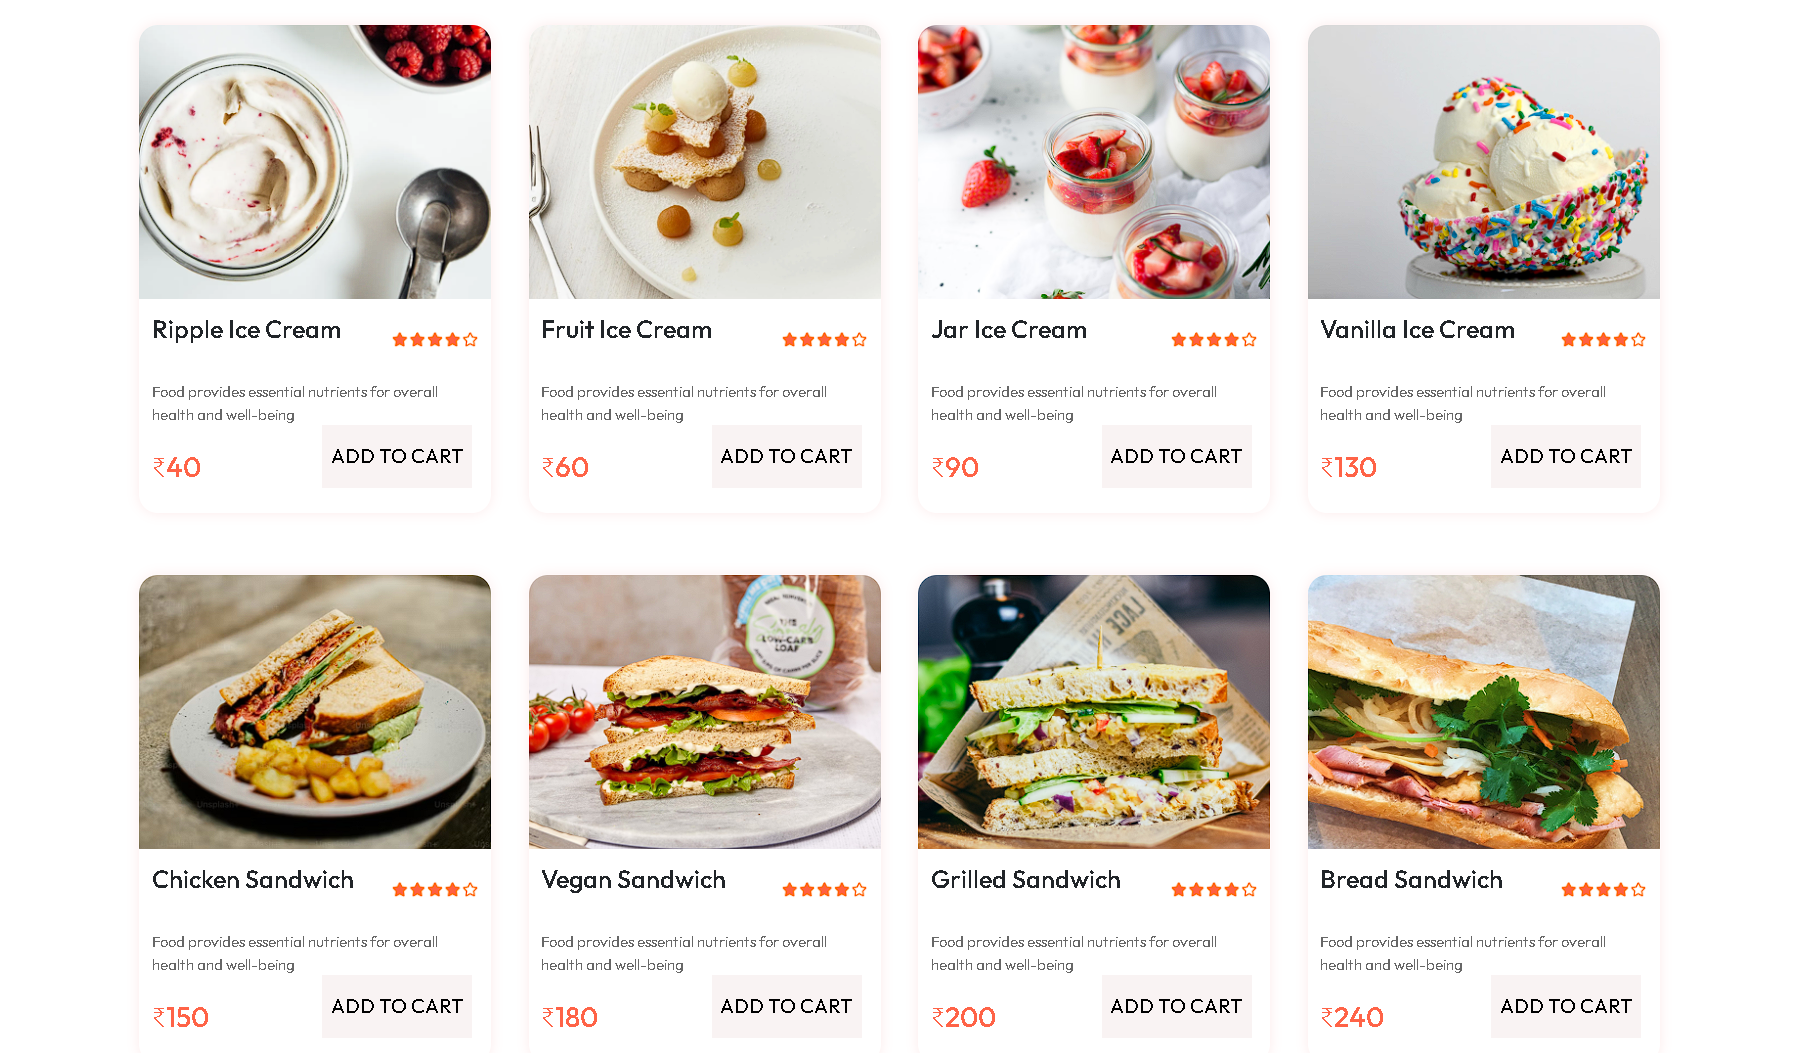 Ripple Ice Cream
Food provides essential nutrients for overall
health and well-being
₹40
ADD TO CART
Fruit Ice Cream
Food provides essential nutrients for overall
health and well-being
₹60
ADD TO CART
Jar Ice Cream
Food provides essential nutrients for overall
health and well-being
₹90
ADD TO CART
Vanilla Ice Cream
Food provides essential nutrients for overall
health and well-being
₹130
ADD TO CART
LOW-CARB
LOAF
Chicken Sandwich
Food provides essential nutrients for overall
health and well-being
₹150
ADD TO CART
Vegan Sandwich
Food provides essential nutrients for overall
health and well-being
₹180
ADD TO CART
Grilled Sandwich
Food provides essential nutrients for overall
health and well-being
₹200
ADD TO CART
Bread Sandwich
Food provides essential nutrients for overall
health and well-being
₹240
ADD TO CART